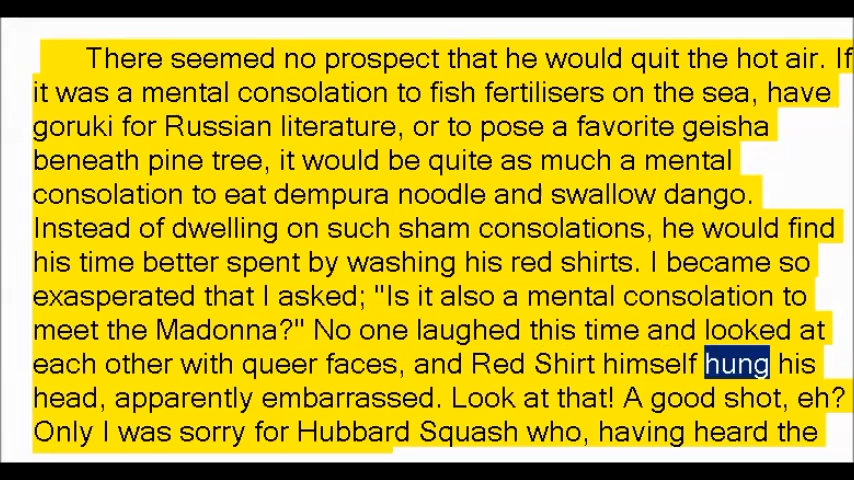 There seemed no prospect that he would quit the hot air. If
it was a mental consolation to fish fertilisers on the sea, have
goruki for Russian literature, or to pose a favorite geisha
beneath pine tree, it would be quite as much a mental
consolation to eat dempura noodle and swallow dango.
Instead of dwelling on such sham consolations, he would find
his time better spent by washing his red shirts. I became so
exasperated that I asked; "Is it also a mental consolation to
meet the Madonna?" No one laughed this time and looked at
each other with queer faces, and Red Shirt himself hung his
head, apparently embarrassed. Look at that! A good shot, eh?
Only I was sorry for Hubbard Squash who, having heard the